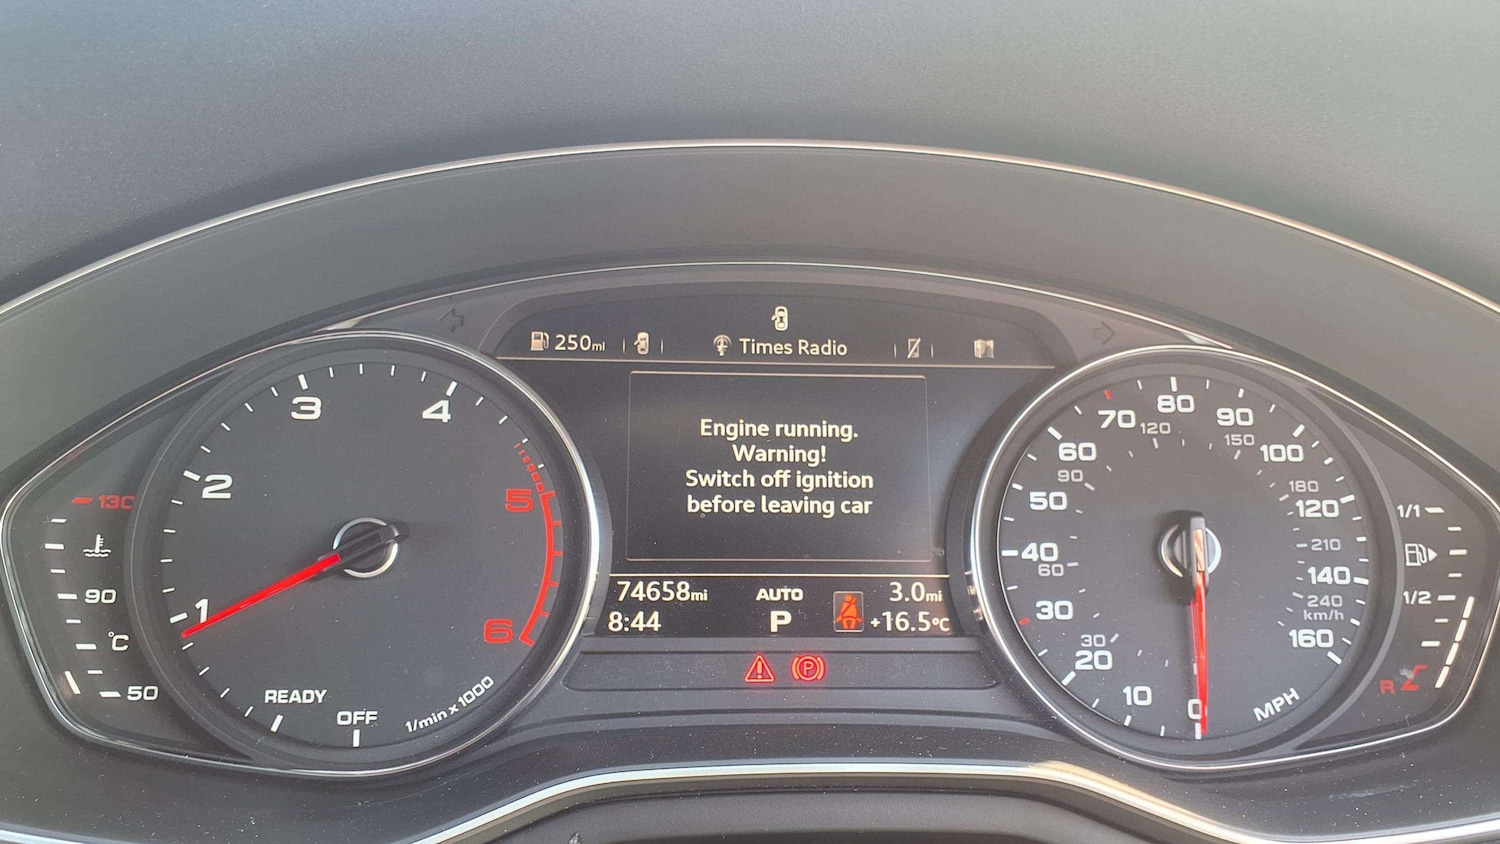 250mi
Times Radio
Engine running.
Warning!
Switch off ignition
before leaving car
74658mi
AUTO
3.0mi
8:44
P
+16.5°C
P
1
2
3
4
5
6
READY
OFF
1/min x 1000
130
90
°C
50
0
10
20
30
40
50
60
70
80
90
100
120
140
160
MPH
30
60
90
120
150
180
210
240
km/h
1/1
1/2
R